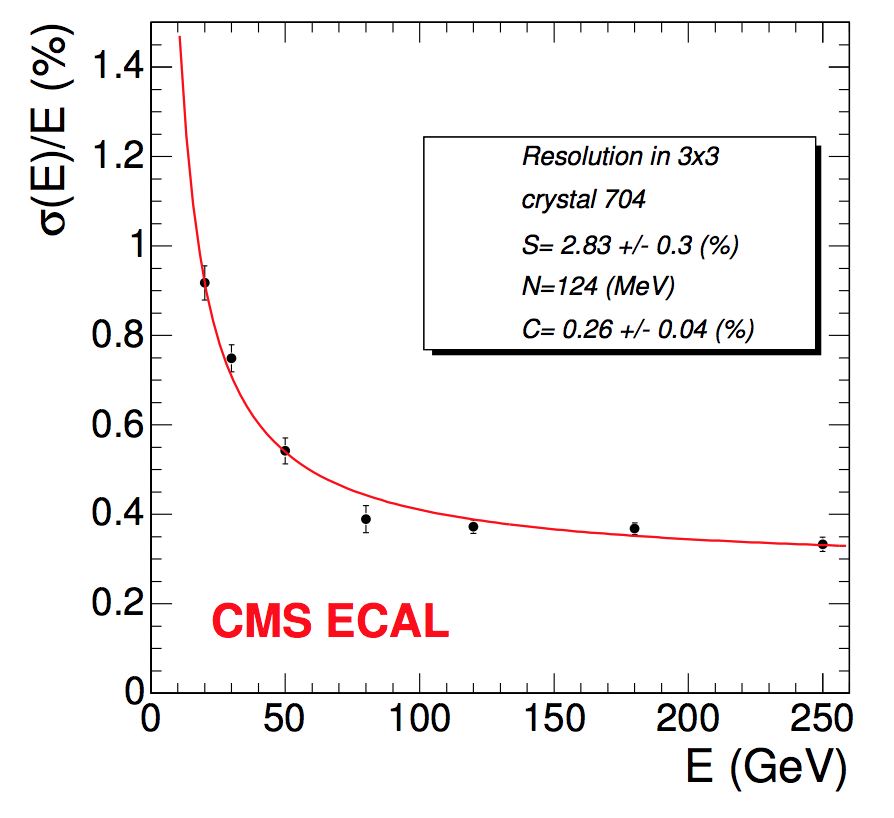 σ(E)/E (%)
1.4
1.2
1
0.8
0.6
0.4
0.2
0
Resolution in 3x3
crystal 704
S= 2.83 +/- 0.3 (%)
N=124 (MeV)
C= 0.26 +/- 0.04 (%)
CMS ECAL
0 50 100 150 200 250
E (GeV)